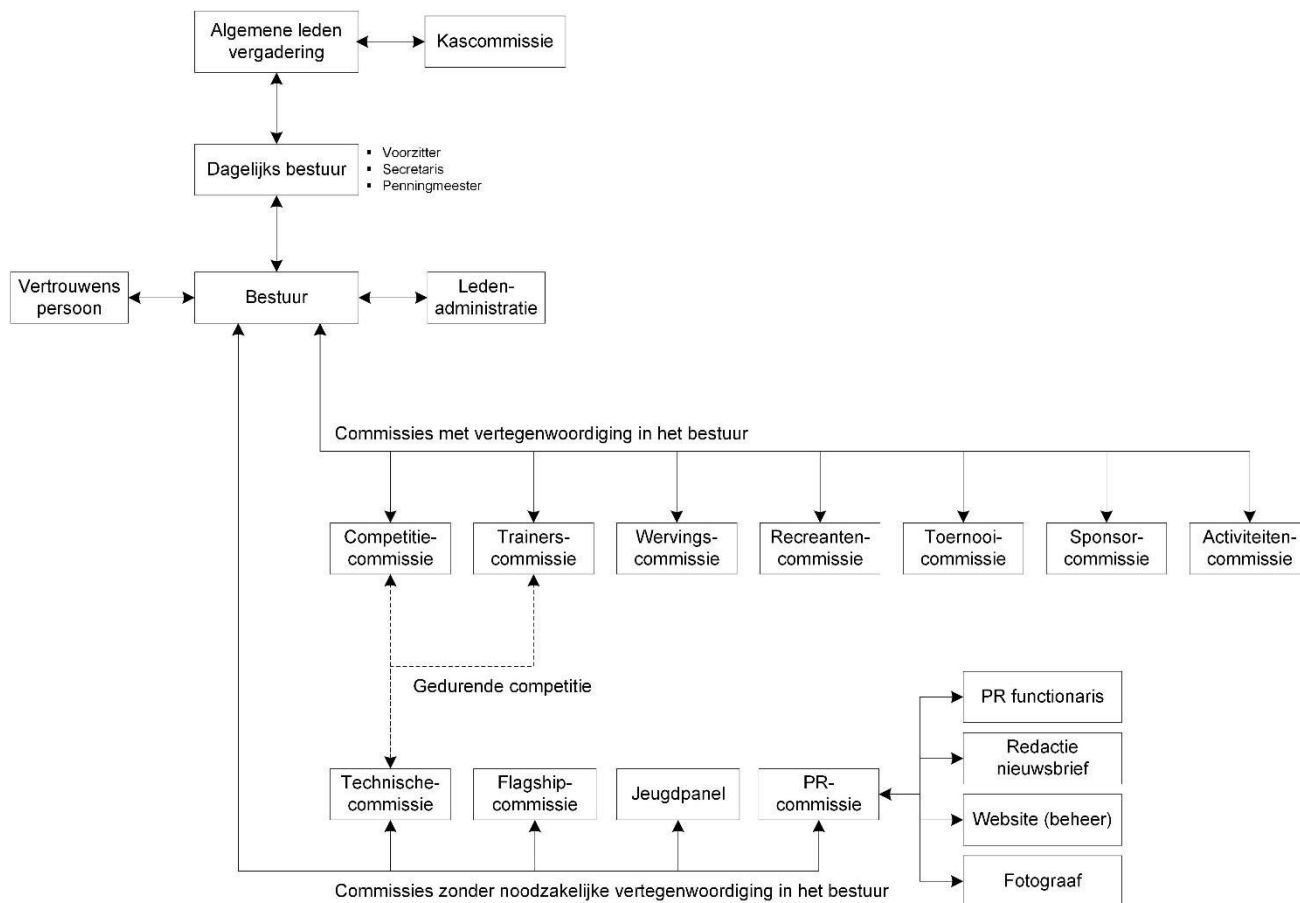 Algemene leden
vergadering
Kascommissie
Dagelijks bestuur
▪ Voorzitter
▪ Secretaris
▪ Penningmeester
Vertrouwens
persoon
Bestuur
Leden-
administratie
Commissies met vertegenwoordiging in het bestuur
Competitie-
commissie
Trainers-
commissie
Wervings-
commissie
Recreanten-
commissie
Toernooi-
commissie
Sponsor-
commissie
Activiteiten-
commissie
Gedurende competitie
Technische-
commissie
Flagship-
commissie
Jeugdpanel
PR-
commissie
PR functionaris
Redactie
nieuwsbrief
Website (beheer)
Fotograaf
Commissies zonder noodzakelijke vertegenwoordiging in het bestuur